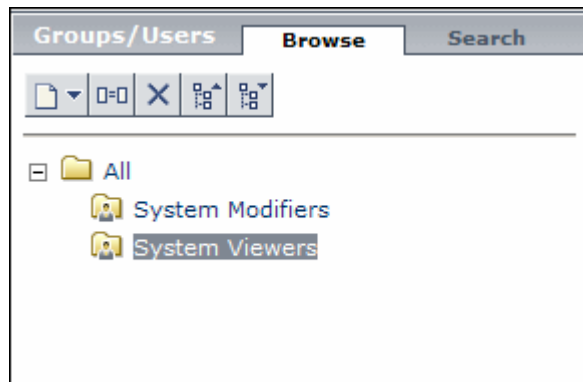 Groups/Users Browse Search
All
System Modifiers
System Viewers